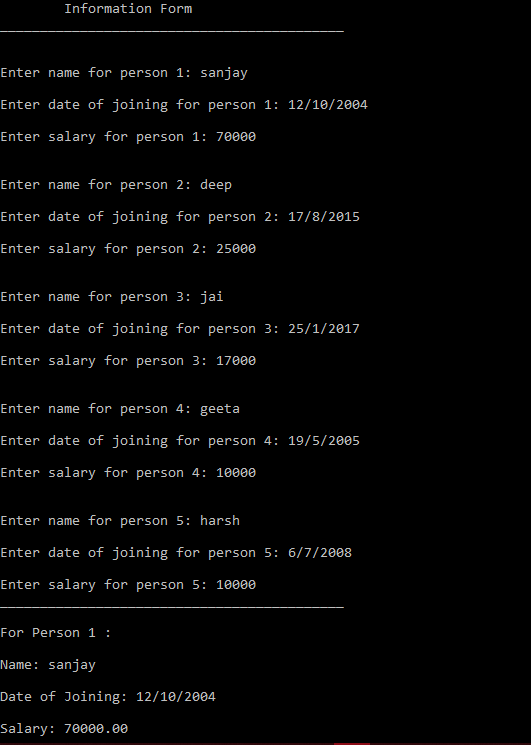 Information Form
___________________________________________
Enter name for person 1: sanjay
Enter date of joining for person 1: 12/10/2004
Enter salary for person 1: 70000
Enter name for person 2: deep
Enter date of joining for person 2: 17/8/2015
Enter salary for person 2: 25000
Enter name for person 3: jai
Enter date of joining for person 3: 25/1/2017
Enter salary for person 3: 17000
Enter name for person 4: geeta
Enter date of joining for person 4: 19/5/2005
Enter salary for person 4: 10000
Enter name for person 5: harsh
Enter date of joining for person 5: 6/7/2008
Enter salary for person 5: 10000
___________________________________________
For Person 1 :
Name: sanjay
Date of Joining: 12/10/2004
Salary: 70000.00